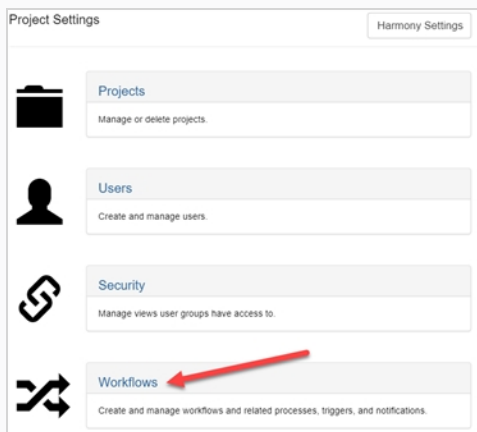 Project Settings
Harmony Settings
Projects
Manage or delete projects.
Users
Create and manage users.
Security
Manage views user groups have access to.
Workflows
Create and manage workflows and related processes, triggers, and notifications.